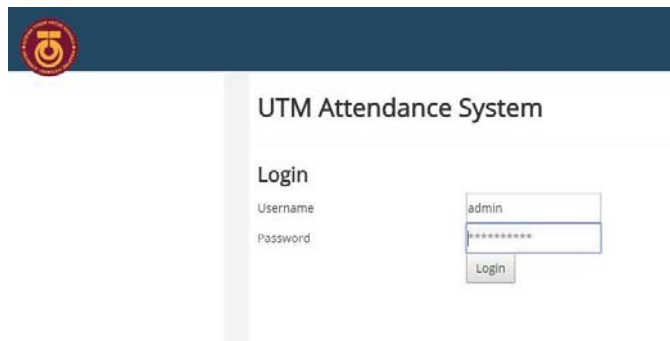 UTM Attendance System
Login
Username admin
Password **********
Login